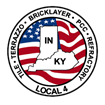 TILE • TERRAZZO • BRICKLAYER • PCC • REFRACTORY
IN
KY
LOCAL 4